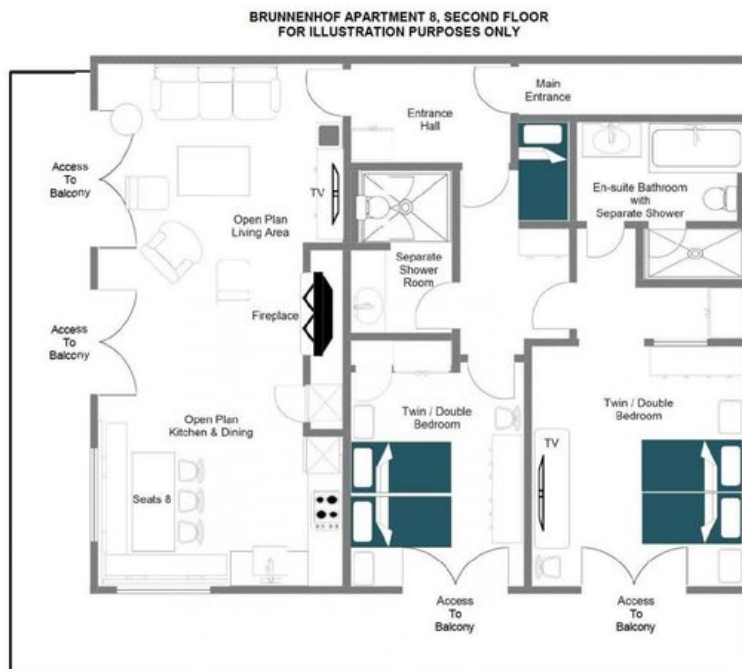 BRUNNENHOF APARTMENT 8, SECOND FLOOR
FOR ILLUSTRATION PURPOSES ONLY
Main
Entrance
Entrance
Hall
Access
To
Balcony
TV
En-suite Bathroom
with
Separate Shower
Open Plan
Living Area
Separate
Shower
Room
Fireplace
Access
To
Balcony
Open Plan
Kitchen & Dining
Twin / Double
Bedroom
Twin / Double
Bedroom
TV
Seats 8
Access
To
Balcony
Access
To
Balcony